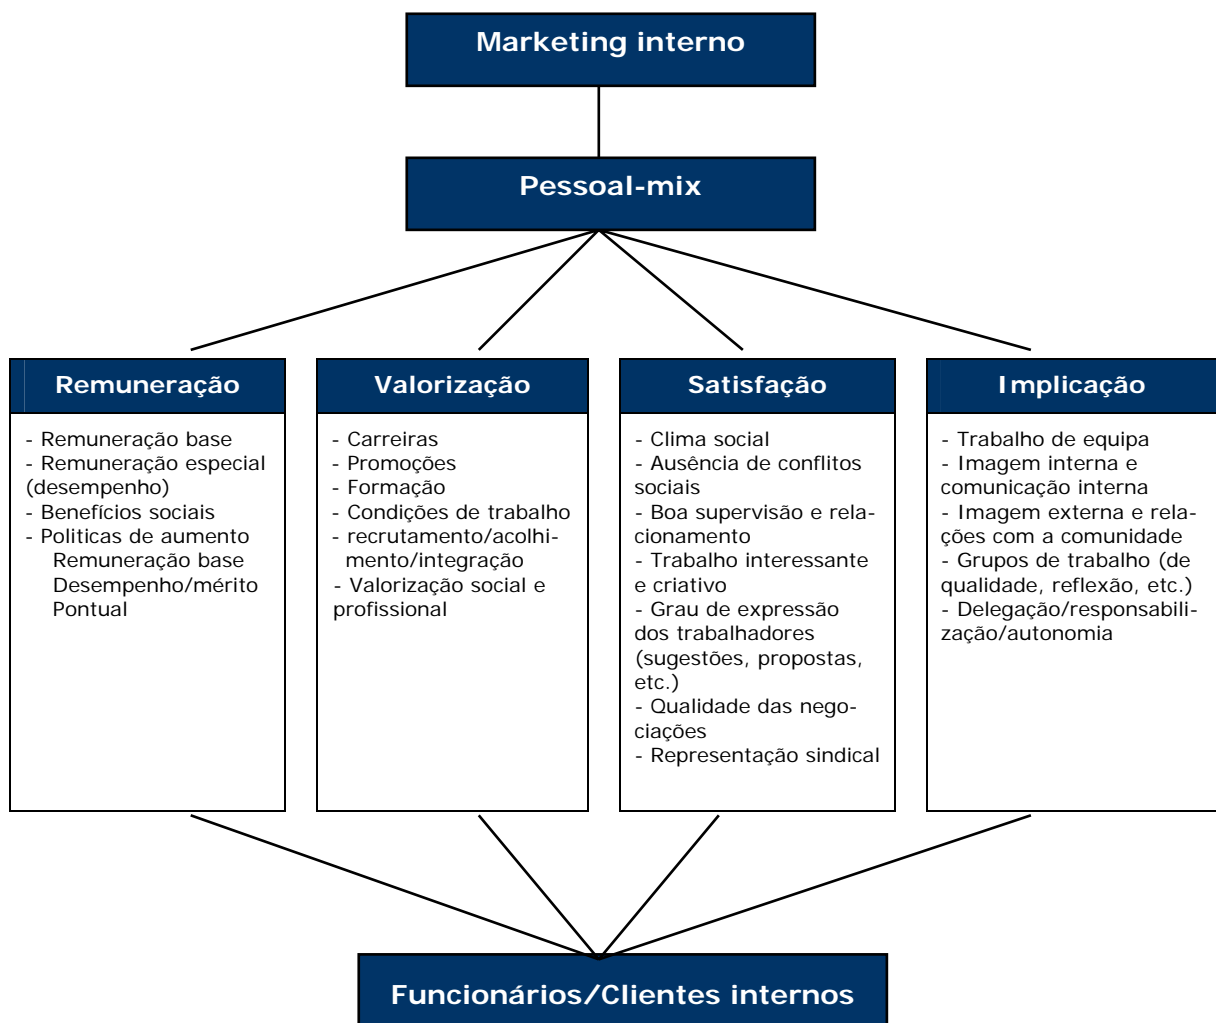 Marketing interno
Pessoal-mix
Remuneração
- Remuneração base
- Remuneração especial
(desempenho)
- Benefícios sociais
- Politicas de aumento
Remuneração base
Desempenho/mérito
Pontual
Valorização
- Carreiras
- Promoções
- Formação
- Condições de trabalho
- recrutamento/acolhi-
mento/integração
- Valorização social e
profissional
Satisfação
- Clima social
- Ausência de conflitos
sociais
- Boa supervisão e rela-
cionamento
- Trabalho interessante
e criativo
- Grau de expressão
dos trabalhadores
(sugestões, propostas,
etc.)
- Qualidade das nego-
ciações
- Representação sindical
Implicação
- Trabalho de equipa
- Imagem interna e
comunicação interna
- Imagem externa e rela-
ções com a comunidade
- Grupos de trabalho (de
qualidade, reflexão, etc.)
- Delegação/responsabili-
zação/autonomia
Funcionários/Clientes internos